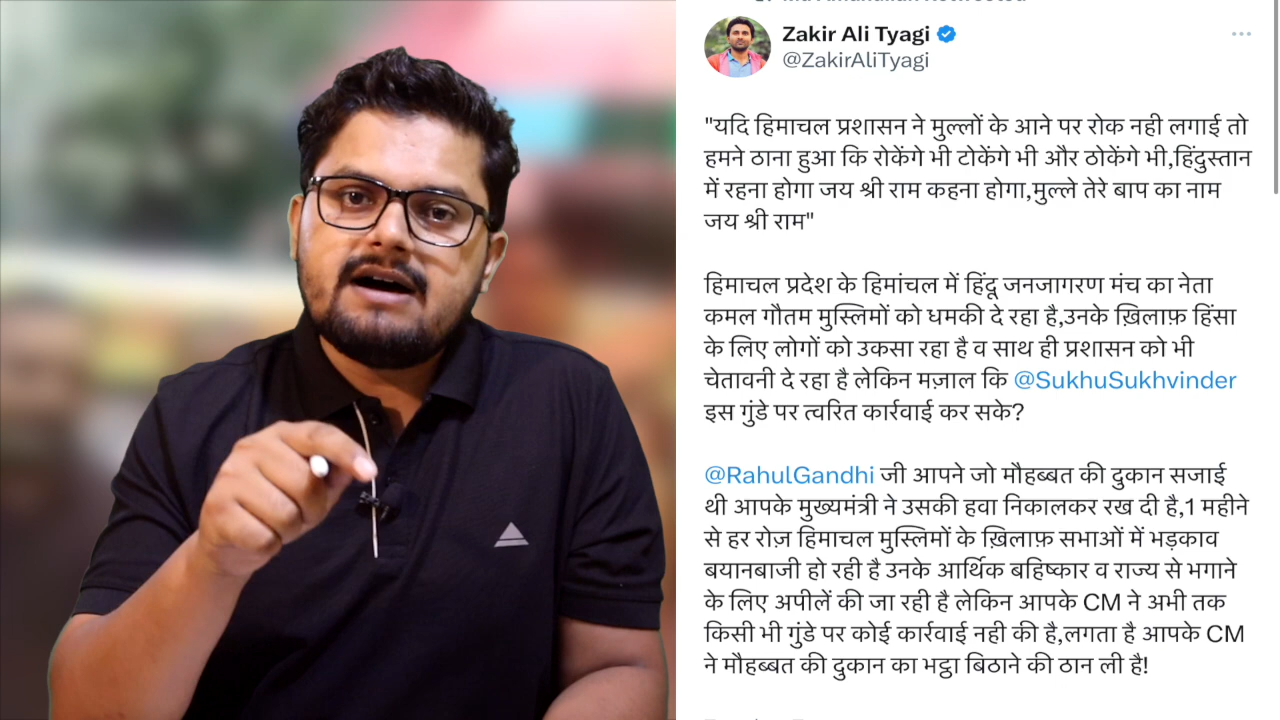 Zakir Ali Tyagi
@ZakirAliTyagi
"यदि हिमाचल प्रशासन ने मुल्लों के आने पर रोक नही लगाई तो
हमने ठाना हुआ कि रोकेंगे भी टोकेंगे भी और ठोकेंगे भी,हिंदुस्तान
में रहना होगा जय श्री राम कहना होगा,मुल्ले तेरे बाप का नाम
जय श्री राम"
हिमाचल प्रदेश के हिमांचल में हिंदू जनजागरण मंच का नेता
कमल गौतम मुस्लिमों को धमकी दे रहा है,उनके ख़िलाफ़ हिंसा
के लिए लोगों को उकसा रहा है व साथ ही प्रशासन को भी
चेतावनी दे रहा है लेकिन मज़ाल कि @SukhuSukhvinder
इस गुंडे पर त्वरित कार्रवाई कर सके?
@RahulGandhi जी आपने जो मौहब्बत की दुकान सजाई
थी आपके मुख्यमंत्री ने उसकी हवा निकालकर रख दी है,1 महीने
से हर रोज़ हिमाचल मुस्लिमों के ख़िलाफ़ सभाओं में भड़काव
बयानबाजी हो रही है उनके आर्थिक बहिष्कार व राज्य से भगाने
के लिए अपीलें की जा रही है लेकिन आपके CM ने अभी तक
किसी भी गुंडे पर कोई कार्रवाई नही की है,लगता है आपके CM
ने मौहब्बत की दुकान का भट्ठा बिठाने की ठान ली है!